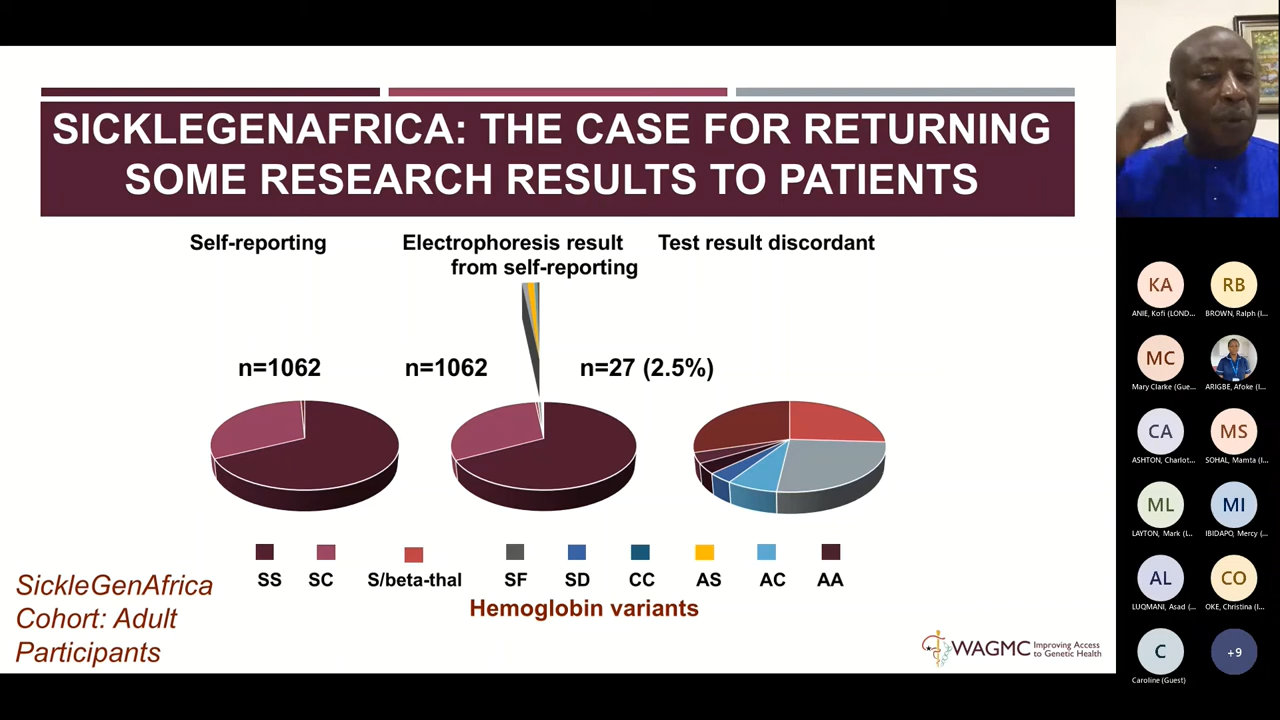 SICKLEGENAFRICA: THE CASE FOR RETURNING
SOME RESEARCH RESULTS TO PATIENTS
Self-reporting
Electrophoresis result
from self-reporting
Test result discordant
n=1062
n=1062
n=27 (2.5%)
SS
SC
S/beta-thal
SF
SD
CC
AS
AC
AA
Hemoglobin variants
SickleGenAfrica
Cohort: Adult
Participants
WAGMC
Improving Access
to Genetic Health
KA
ANIE, Kofi (LOND...
RB
BROWN, Ralph (I...
MC
Mary Clarke (Gue...
ARIGBE, Afoke (I...
CA
ASHTON, Charlot...
MS
SOHAL, Mamta (I...
ML
LAYTON, Mark (I...
MI
IBIDAPO, Mercy (...
AL
LUQMANI, Asad (...
CO
OKE, Christina (I...
C
Caroline (Guest)
+9